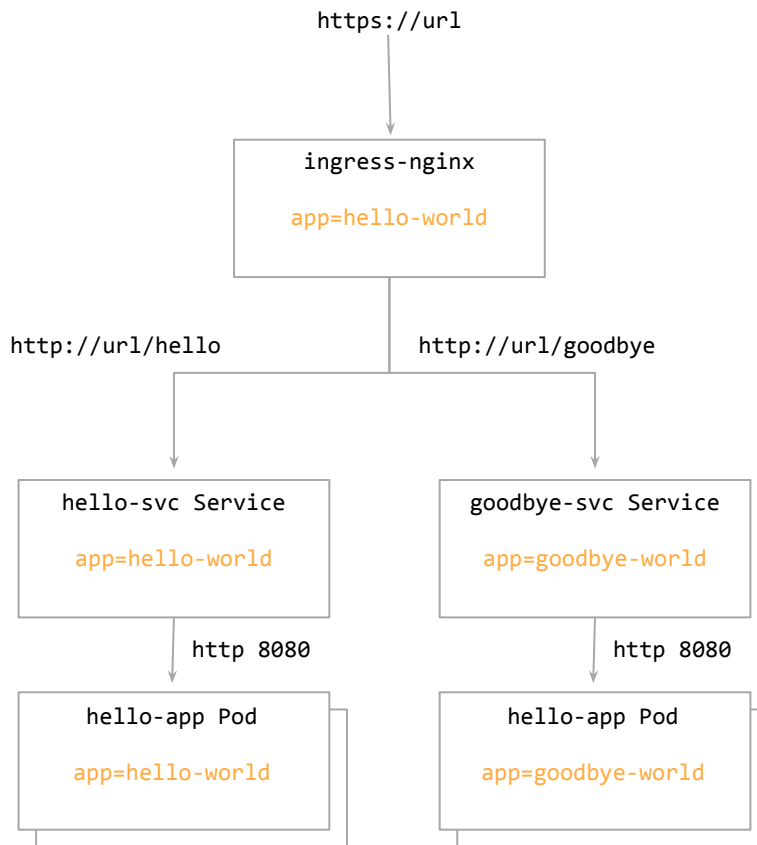 https://url
ingress-nginx
app=hello-world
http://url/hello
http://url/goodbye
hello-svc Service
app=hello-world
goodbye-svc Service
app=goodbye-world
http 8080
http 8080
hello-app Pod
app=hello-world
hello-app Pod
app=goodbye-world